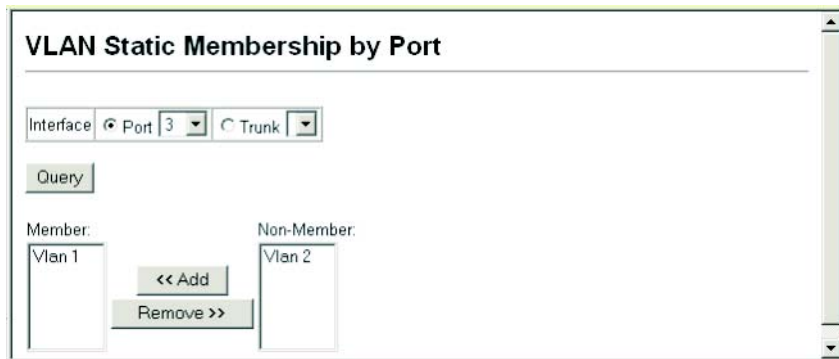 VLAN Static Membership by Port
Interface Port 3 Trunk
Query
Member: Non-Member:
Vlan 1 Vlan 2
<< Add
Remove >>